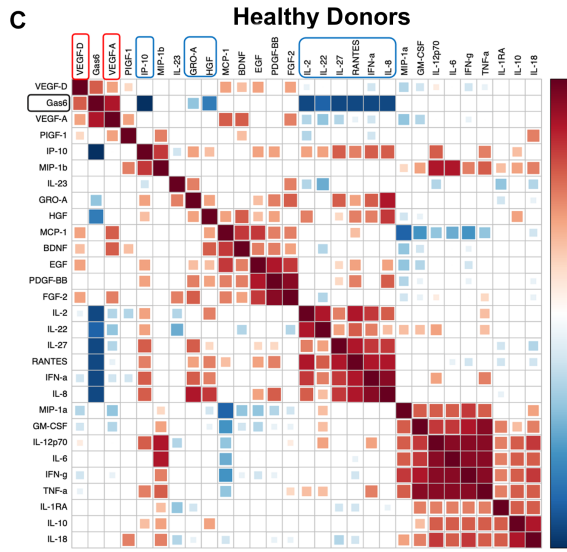 C
Healthy Donors
VEGF-D
Gas6
VEGF-A
PIGF-1
IP-10
MIP-1b
IL-23
GRO-A
HGF
MCP-1
BDNF
EGF
PDGF-BB
FGF-2
IL-2
IL-22
IL-27
RANTES
IFN-a
IL-8
MIP-1a
GM-CSF
IL-12p70
IL-6
IFN-g
TNF-a
IL-1RA
IL-10
IL-18
VEGF-D
Gas6
VEGF-A
PIGF-1
IP-10
MIP-1b
IL-23
GRO-A
HGF
MCP-1
BDNF
EGF
PDGF-BB
FGF-2
IL-2
IL-22
IL-27
RANTES
IFN-a
IL-8
MIP-1a
GM-CSF
IL-12p70
IL-6
IFN-g
TNF-a
IL-1RA
IL-10
IL-18